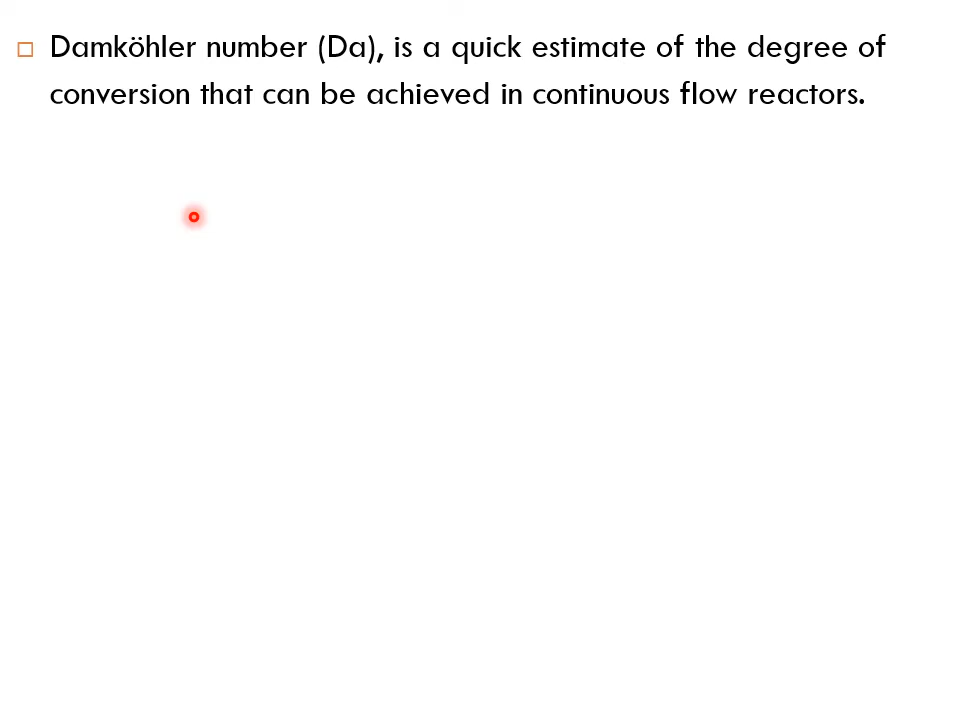 Damköhler number (Da), is a quick estimate of the degree of
conversion that can be achieved in continuous flow reactors.